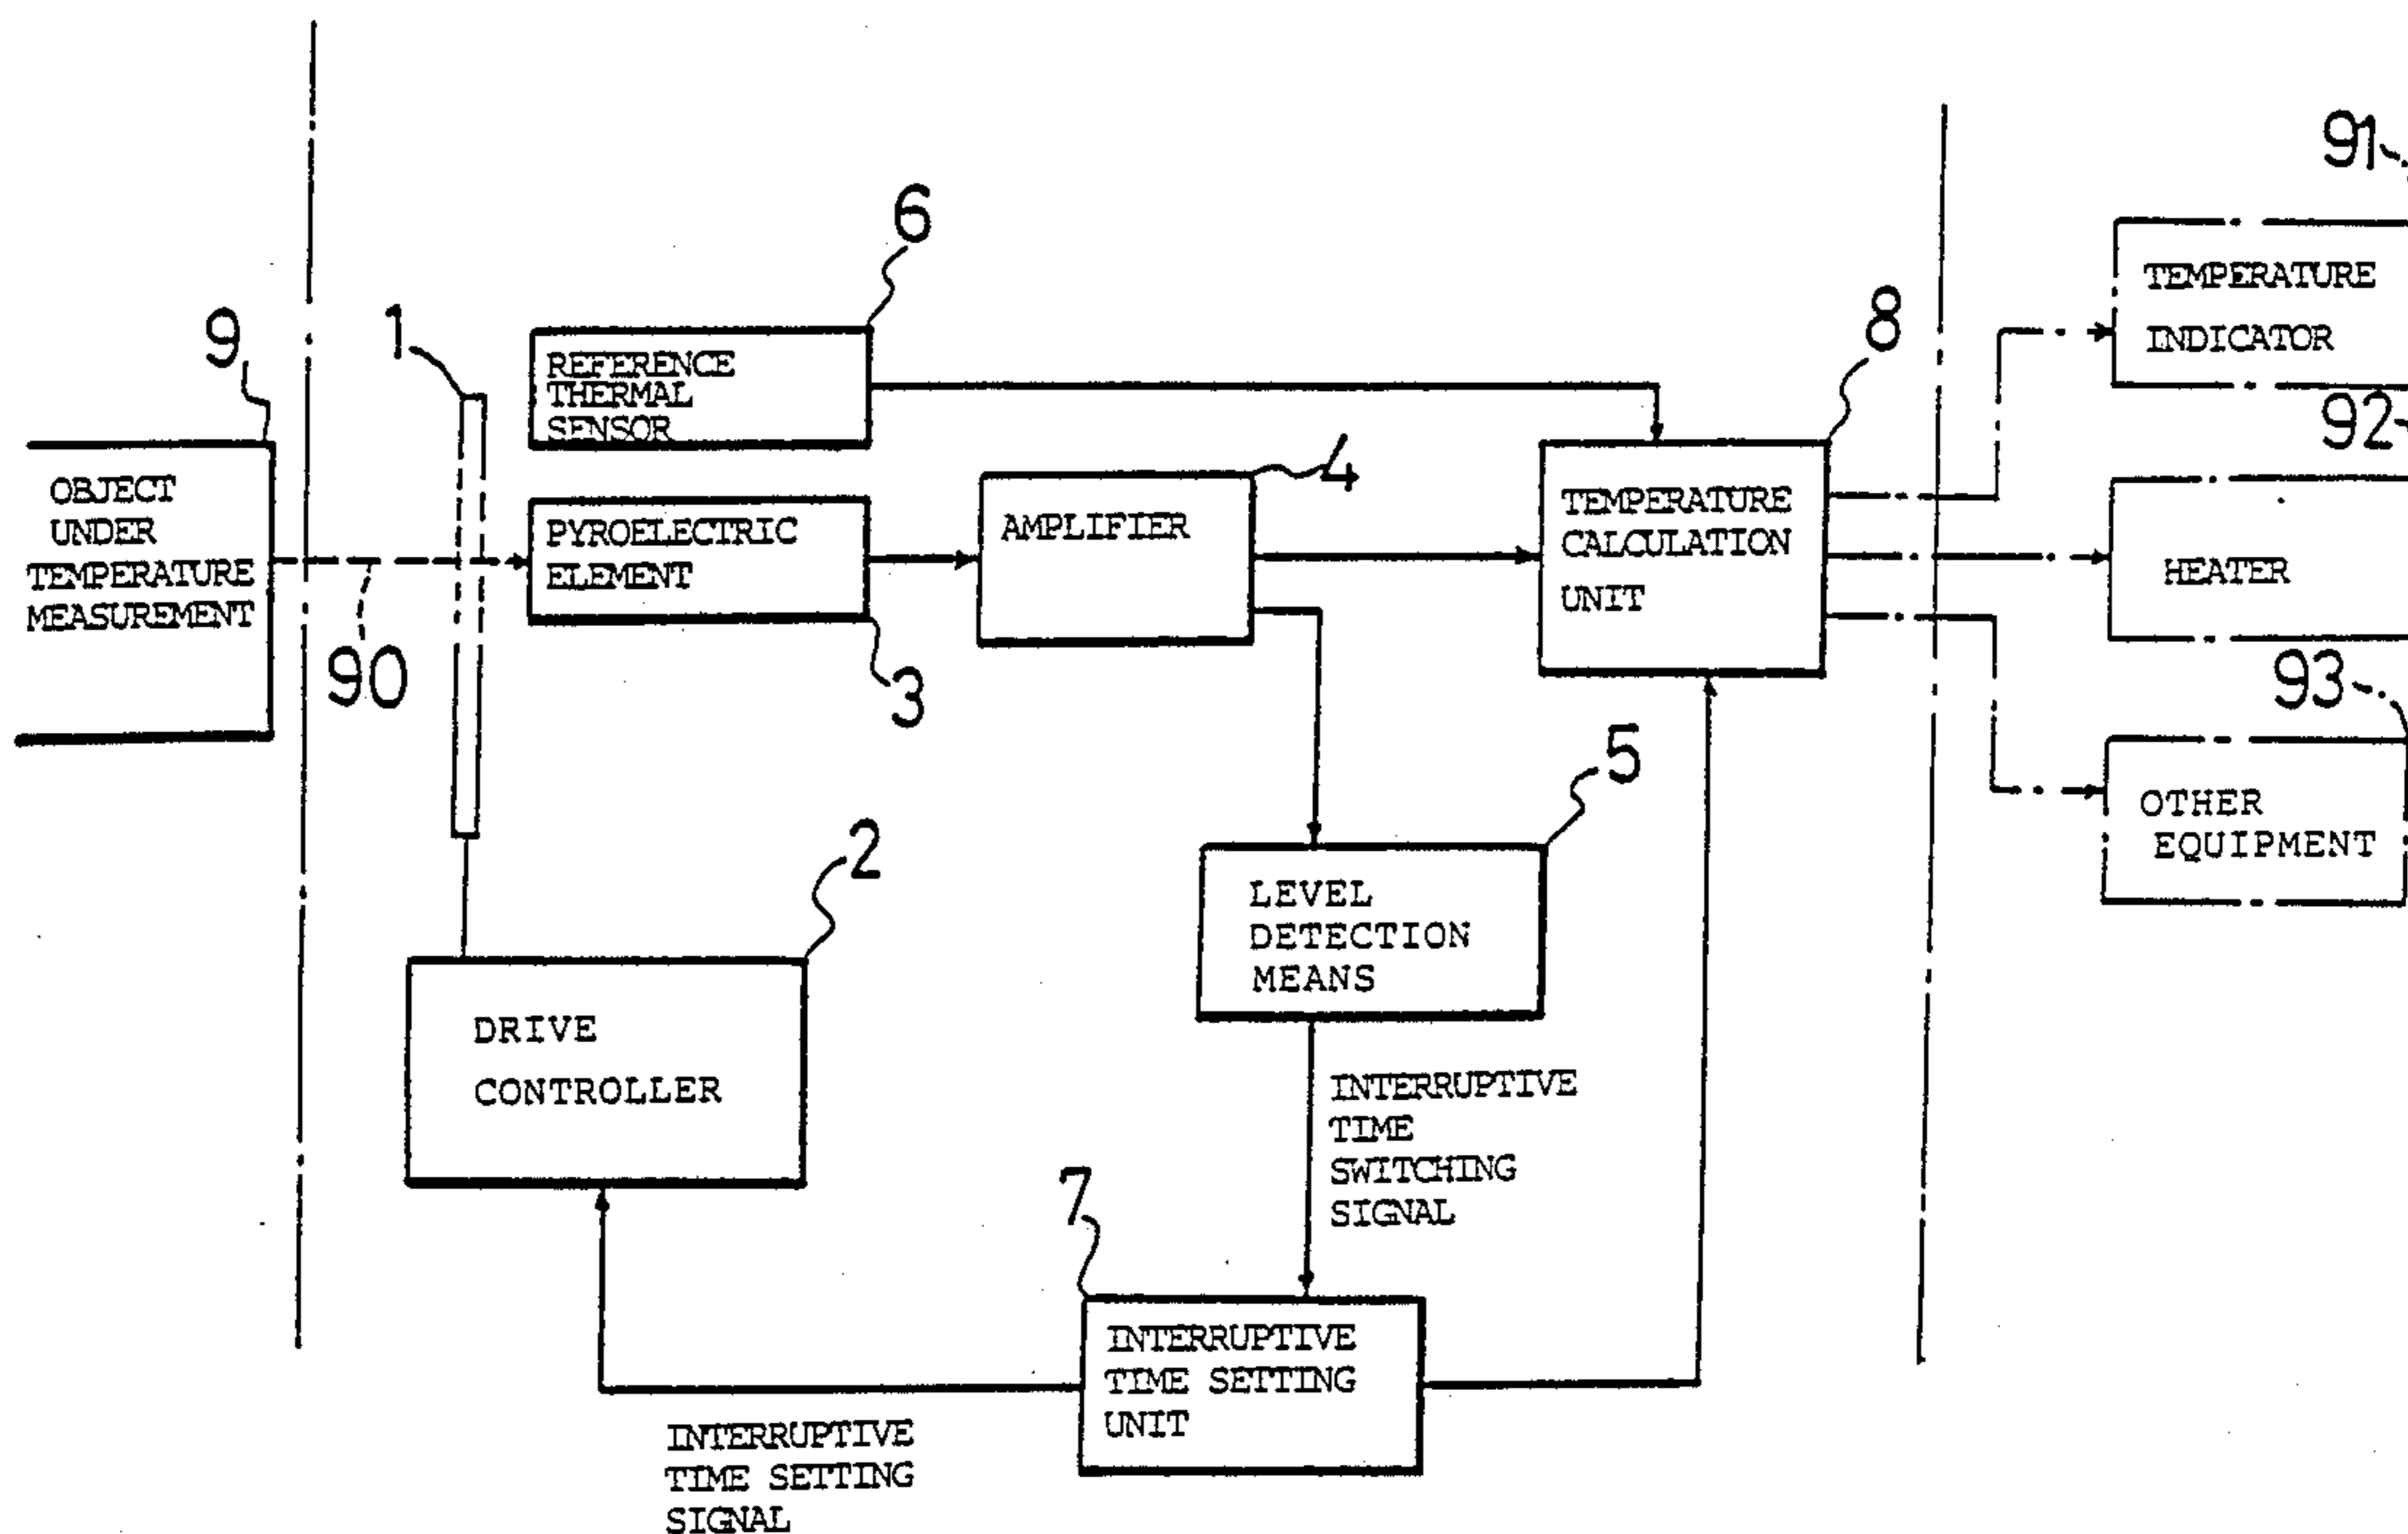 91
6
TEMPERATURE
INDICATOR
9
1
8
REFERENCE
THERMAL
SENSOR
92
4
OBJECT
UNDER
TEMPERATURE
MEASUREMENT
PYROELECTRIC
ELEMENT
AMPLIFIER
TEMPERATURE
CALCULATION
UNIT
HEATER
90
3
93
5
OTHER
EQUIPMENT
2
LEVEL
DETECTION
MEANS
DRIVE
CONTROLLER
INTERRUPTIVE
TIME
SWITCHING
SIGNAL
7
INTERRUPTIVE
TIME SETTING
UNIT
INTERRUPTIVE
TIME SETTING
SIGNAL